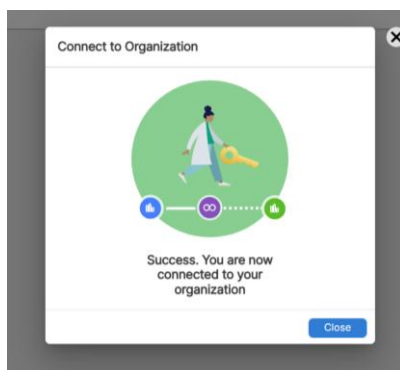 Connect to Organization
Success. You are now
connected to your
organization
Close